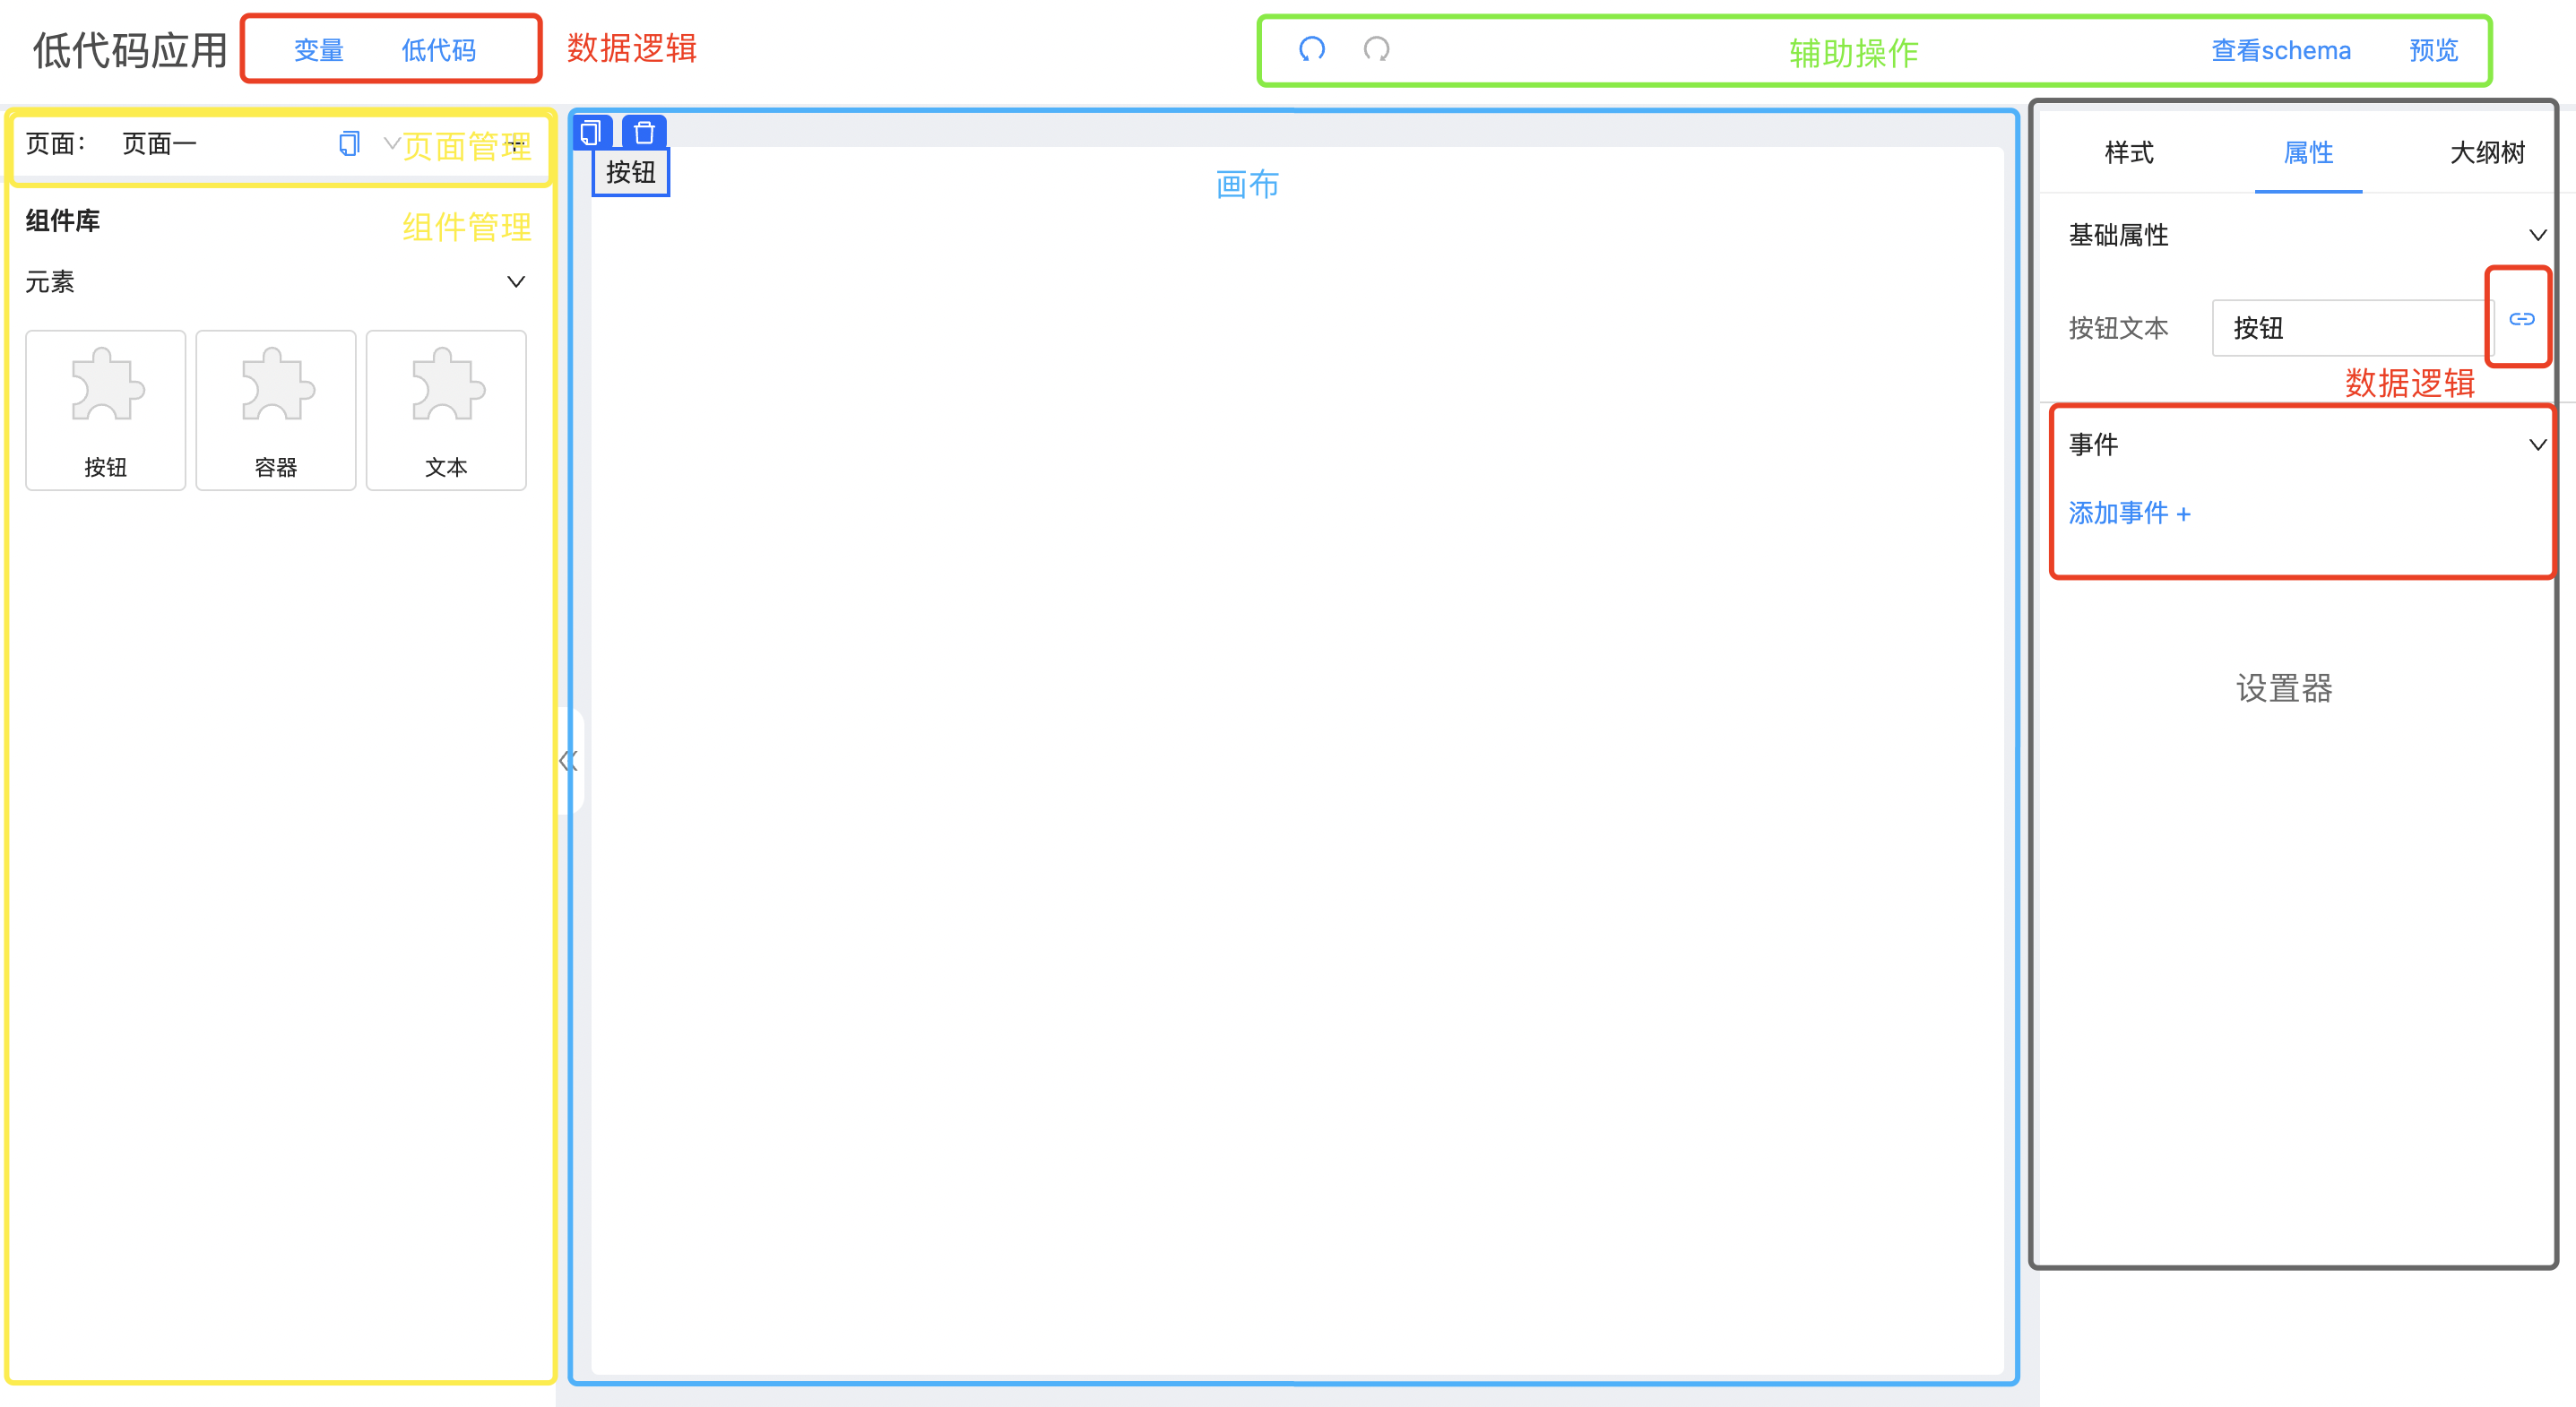 低代码应用 变量 低代码 数据逻辑 辅助操作 查看schema 预览
页面： 页面一 页面管理
组件库 组件管理
元素
按钮 容器 文本
按钮
画布
样式 属性 大纲树
基础属性
按钮文本 按钮
数据逻辑
事件
添加事件 +
设置器